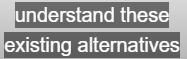 understand these
existing alternatives